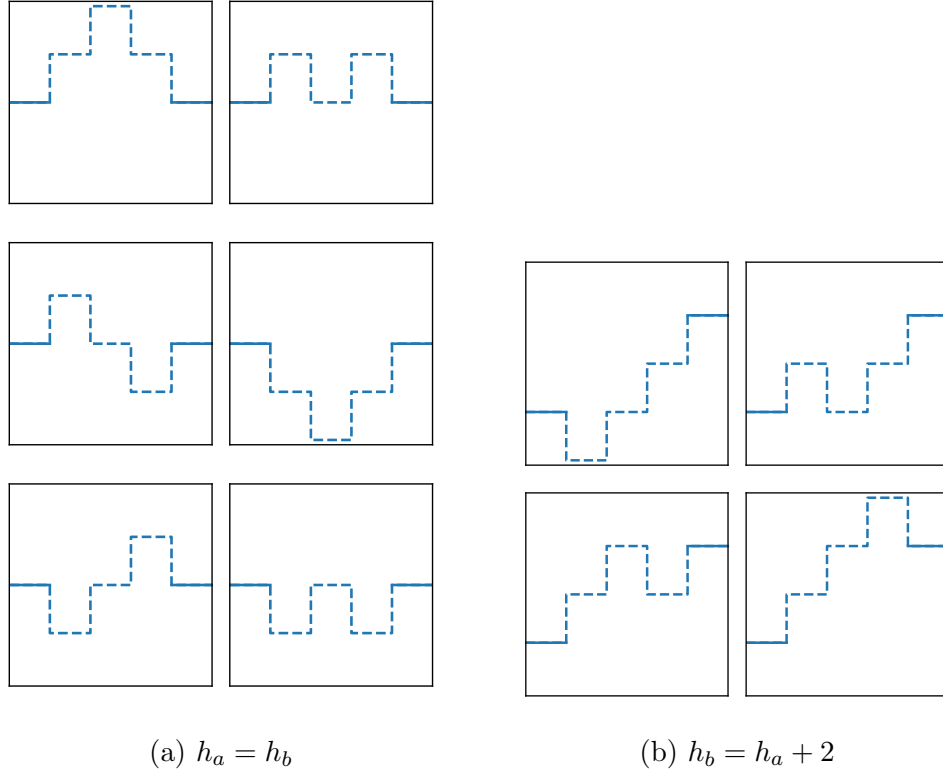 (a) $h_a = h_b$
(b) $h_b = h_a + 2$